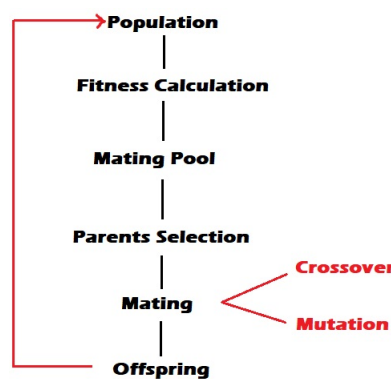 Population
Fitness Calculation
Mating Pool
Parents Selection
Crossover
Mating
Mutation
Offspring